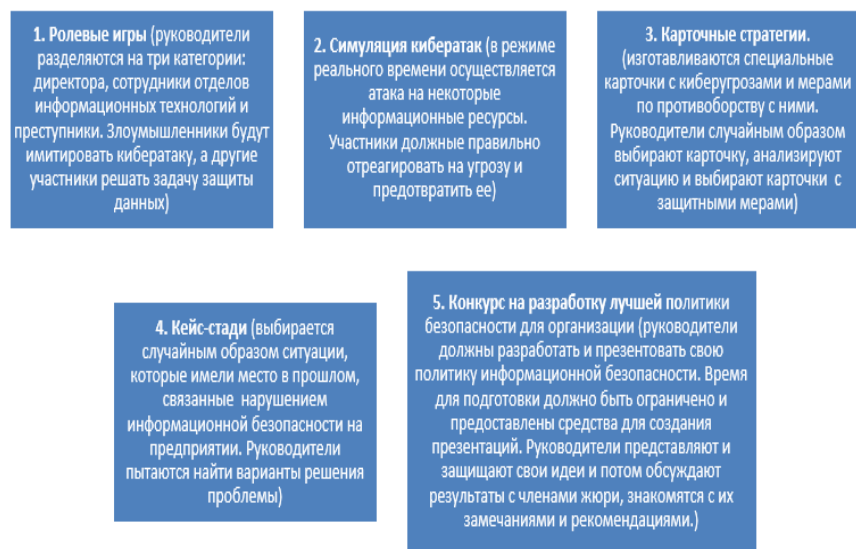 1. Ролевые игры (руководители
разделяются на три категории:
директора, сотрудники отделов
информационных технологий и
преступники. Злоумышленники будут
имитировать кибератаку, а другие
участники решать задачу защиты
данных)
2. Симуляция кибератак (в режиме
реального времени осуществляется
атака на некоторые
информационные ресурсы.
Участники должные правильно
отреагировать на угрозу и
предотвратить ее)
3. Карточные стратегии.
(изготавливаются специальные
карточки с киберугрозами и мерами
по противоборству с ними.
Руководители случайным образом
выбирают карточку, анализируют
ситуацию и выбирают карточки с
защитными мерами)
4. Кейс-стади (выбирается
случайным образом ситуации,
которые имели место в прошлом,
связанные нарушением
информационной безопасности на
предприятии. Руководители
пытаются найти варианты решения
проблемы)
5. Конкурс на разработку лучшей политики
безопасности для организации (руководители
должны разработать и презентовать свою
политику информационной безопасности. Время
для подготовки должно быть ограничено и
предоставлены средства для создания
презентаций. Руководители представляют и
защищают свои идеи и потом обсуждают
результаты с членами жюри, знакомятся с их
замечаниями и рекомендациями.)